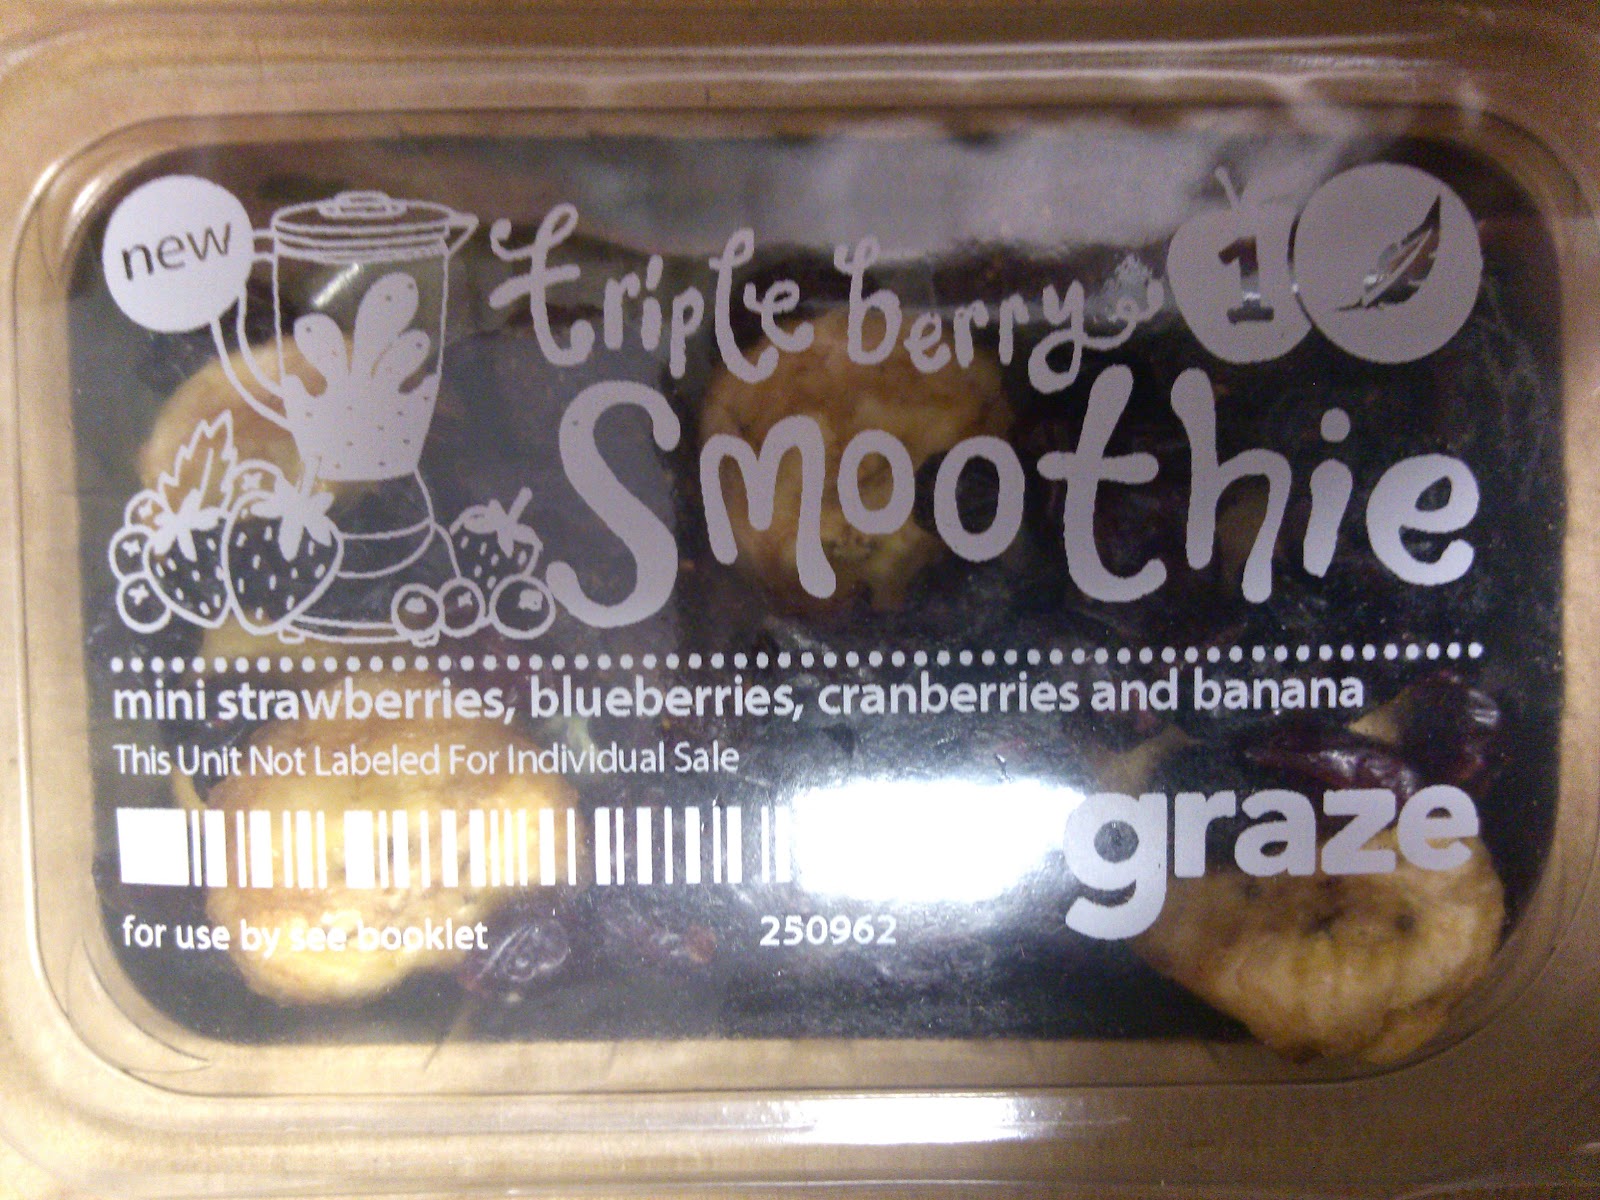 new
triple berry
1
Smoothie
mini strawberries, blueberries, cranberries and banana
This Unit Not Labeled For Individual Sale
graze
for use by see booklet
250962